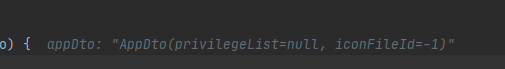 o) { appDto: "AppDto(privilegeList=null, iconFileId=-1)"